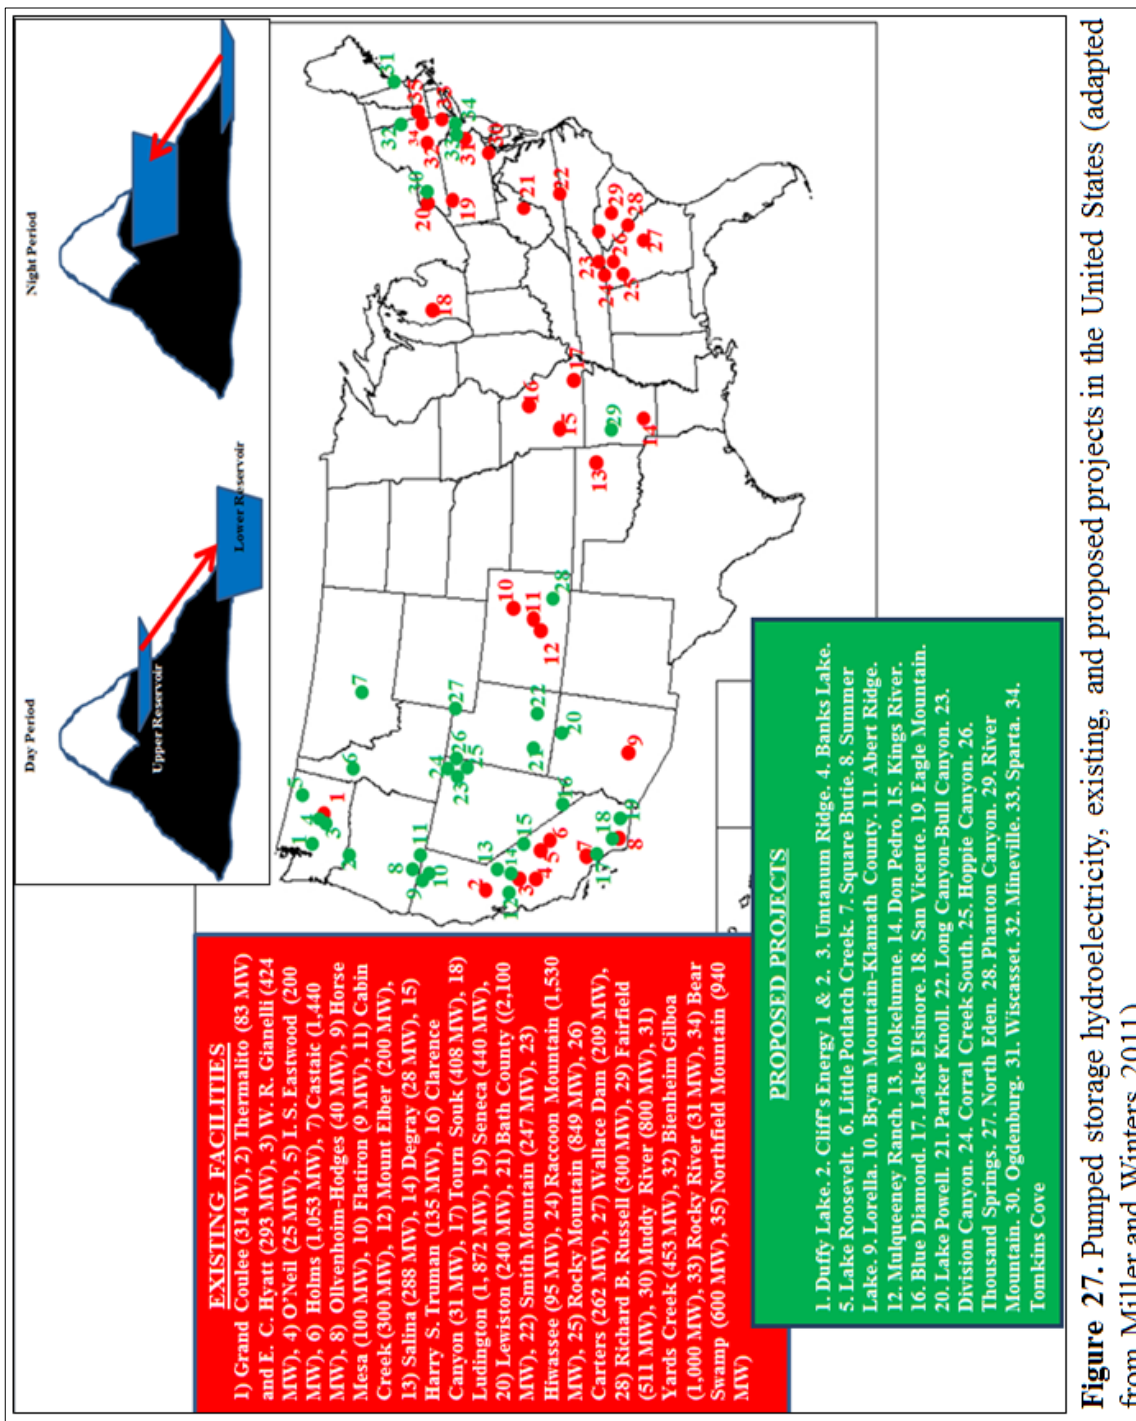 Day Period
Night Period
Upper Reservoir
Lower Reservoir
EXISTING FACILITIES
1) Grand Coulee (314 W), 2) Thermalito (83 MW)
and E. C. Hyatt (293 MW), 3) W. R. Gianelli (424
MW), 4) O'Neil (25 MW), 5) I. S. Eastwood (200
MW), 6) Holms (1,053 MW), 7) Castaic (1,440
MW), 8) Olivenheim-Hodges (40 MW), 9) Horse
Mesa (100 MW), 10) Flatiron (9 MW), 11) Cabin
Creek (300 MW), 12) Mount Elber (200 MW),
13) Salina (288 MW), 14) Degray (28 MW), 15)
Harry S. Truman (135 MW), 16) Clarence
Canyon (31 MW), 17) Tourn Souk (408 MW), 18)
Ludington (1, 872 MW), 19) Seneca (440 MW),
20) Lewiston (240 MW), 21) Bath County ((2,100
MW), 22) Smith Mountain (247 MW), 23)
Hiwassee (95 MW), 24) Raccoon Mountain (1,530
MW), 25) Rocky Mountain (849 MW), 26)
Carters (262 MW), 27) Wallace Dam (209 MW),
28) Richard B. Russell (300 MW), 29) Fairfield
(511 MW), 30) Muddy River (800 MW), 31)
Yards Creek (453 MW), 32) Bienheim Gilboa
(1,000 MW), 33) Rocky River (31 MW), 34) Bear
Swamp (600 MW), 35) Northfield Mountain (940
MW)
PROPOSED PROJECTS
1. Duffy Lake. 2. Cliff's Energy 1 & 2. 3. Umtanum Ridge. 4. Banks Lake.
5. Lake Roosevelt. 6. Little Potlatch Creek. 7. Square Butie. 8. Summer
Lake. 9. Lorella. 10. Bryan Mountain-Klamath County. 11. Abert Ridge.
12. Mulqueeney Ranch. 13. Mokelumne. 14. Don Pedro. 15. Kings River.
16. Blue Diamond. 17. Lake Elsinore. 18. San Vicente. 19. Eagle Mountain.
20. Lake Powell. 21. Parker Knoll. 22. Long Canyon-Bull Canyon. 23.
Division Canyon. 24. Corral Creek South. 25. Hoppie Canyon. 26.
Thousand Springs. 27. North Eden. 28. Phanton Canyon. 29. River
Mountain. 30. Ogdenburg. 31. Wiscasset. 32. Mineville. 33. Sparta. 34.
Tomkins Cove
Figure 27. Pumped storage hydroelectricity, existing, and proposed projects in the United States (adapted
from Miller and Winters, 2011)